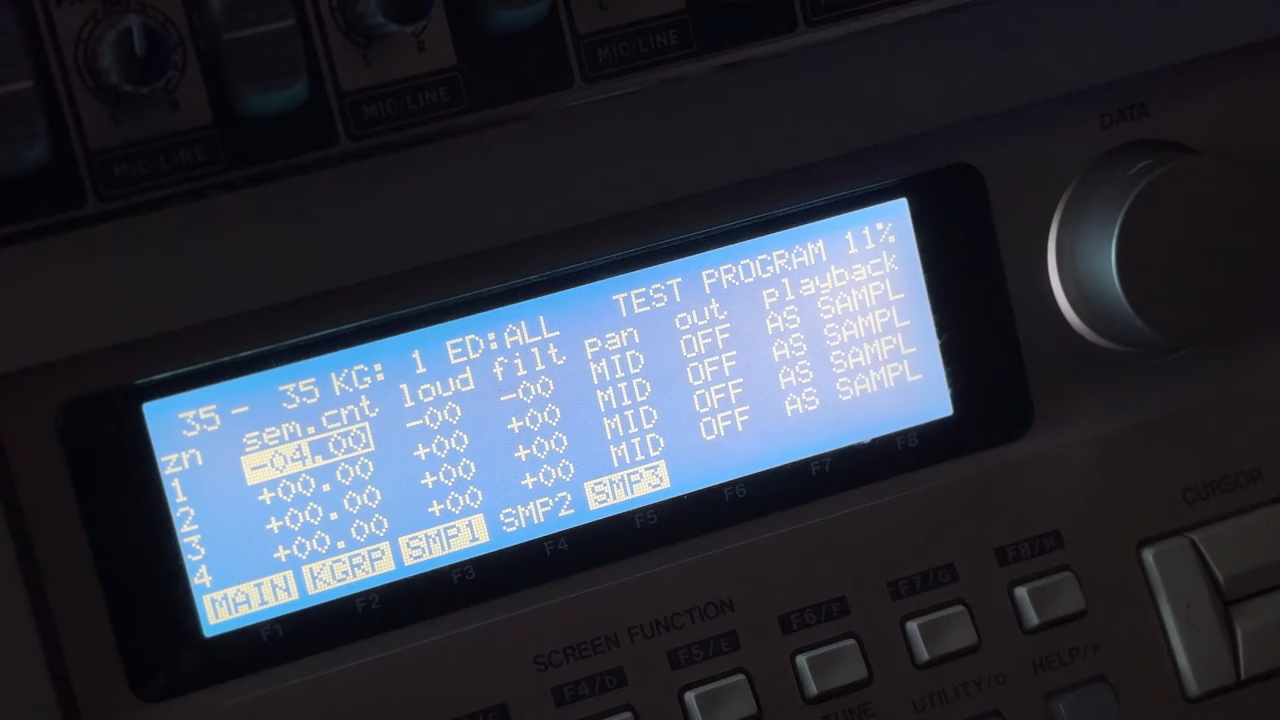 MIC/LINE
MIC/LINE
MIC/LINE
DATA
TEST PROGRAM 11%
35 - 35 KG: 1 ED:ALL
zn sem.cnt loud filt pan out playback
1 -04.00 -00 -00 MID OFF AS SAMPL
2 +00.00 +00 +00 MID OFF AS SAMPL
3 +00.00 +00 +00 MID OFF AS SAMPL
4 +00.00 +00 +00 MID OFF AS SAMPL
MAIN KGRP SMP1 SMP2 SMP3
F1 F2 F3 F4 F5 F6 F7 F8
CURSOR
SCREEN FUNCTION
F4/D F5/E F6/F F7/G F8/H
TUNE UTILITY/O HELP/P